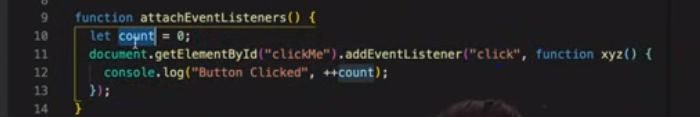 9 function attachEventListeners() {
10 let count = 0;
11 document.getElementById("clickMe").addEventListener("click", function xyz() {
12 console.log("Button Clicked", ++count);
13 });
14 }